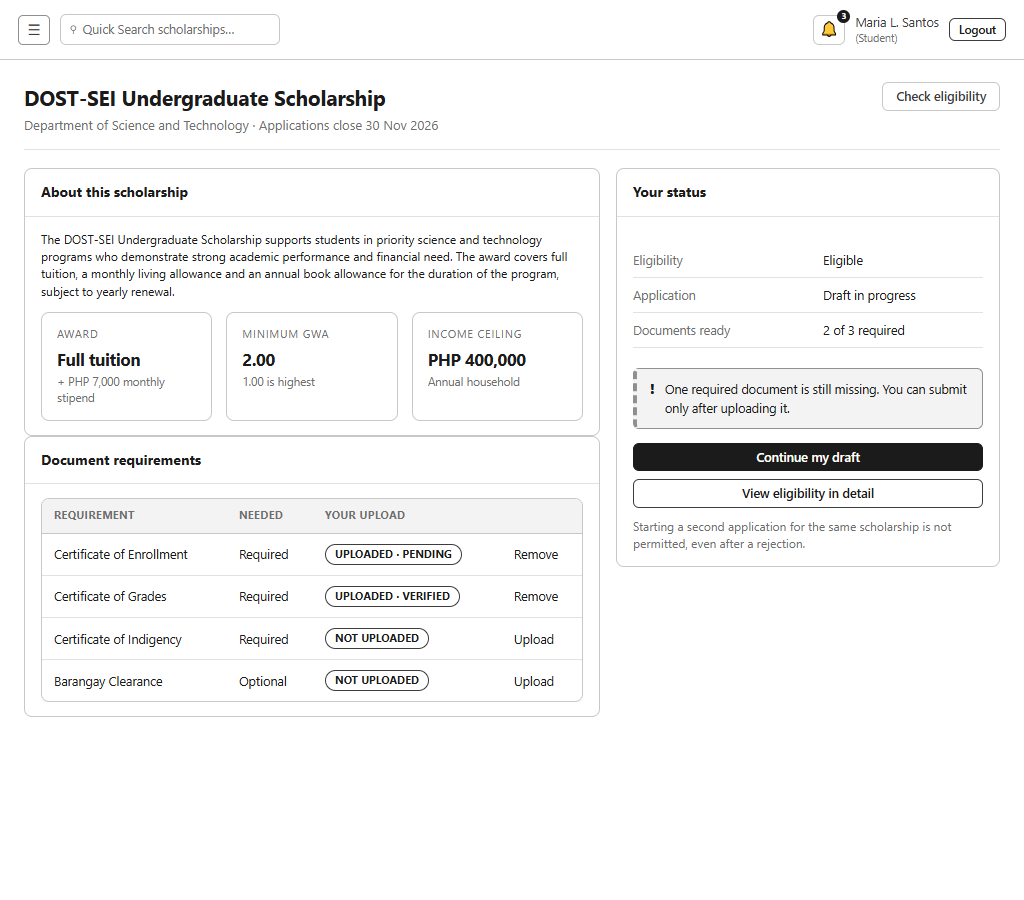 Quick Search scholarships...
3
Maria L. Santos
(Student)
Logout
DOST-SEI Undergraduate Scholarship
Department of Science and Technology · Applications close 30 Nov 2026
Check eligibility
About this scholarship
The DOST-SEI Undergraduate Scholarship supports students in priority science and technology
programs who demonstrate strong academic performance and financial need. The award covers full
tuition, a monthly living allowance and an annual book allowance for the duration of the program,
subject to yearly renewal.
AWARD
Full tuition
+ PHP 7,000 monthly
stipend
MINIMUM GWA
2.00
1.00 is highest
INCOME CEILING
PHP 400,000
Annual household
Document requirements
REQUIREMENT NEEDED YOUR UPLOAD
Certificate of Enrollment Required UPLOADED · PENDING Remove
Certificate of Grades Required UPLOADED · VERIFIED Remove
Certificate of Indigency Required NOT UPLOADED Upload
Barangay Clearance Optional NOT UPLOADED Upload
Your status
Eligibility Eligible
Application Draft in progress
Documents ready 2 of 3 required
! One required document is still missing. You can submit
only after uploading it.
Continue my draft
View eligibility in detail
Starting a second application for the same scholarship is not
permitted, even after a rejection.